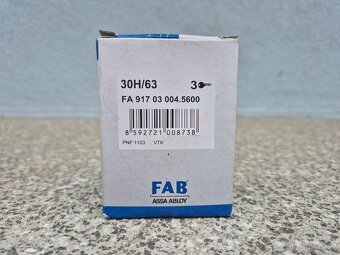 30H/63 3
FA 917 03 004.5600
8 592721 008738
PNF 1103 VTK
FAB
ASSA ABLOY